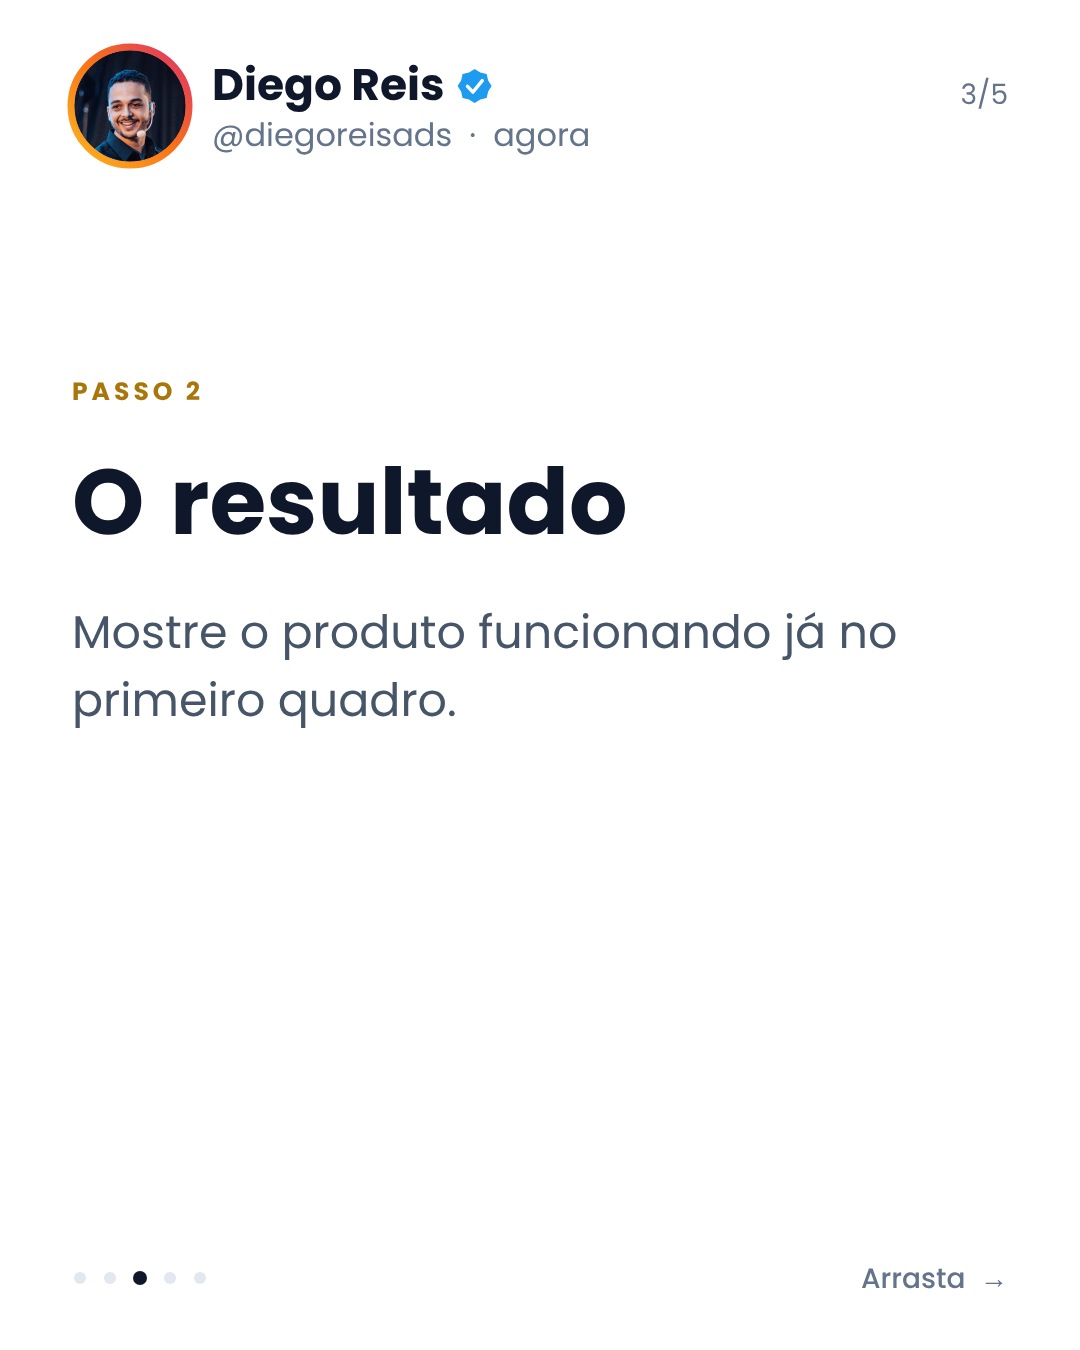 Diego Reis
@diegoreisads · agora
3/5
PASSO 2
O resultado
Mostre o produto funcionando já no
primeiro quadro.
Arrasta →